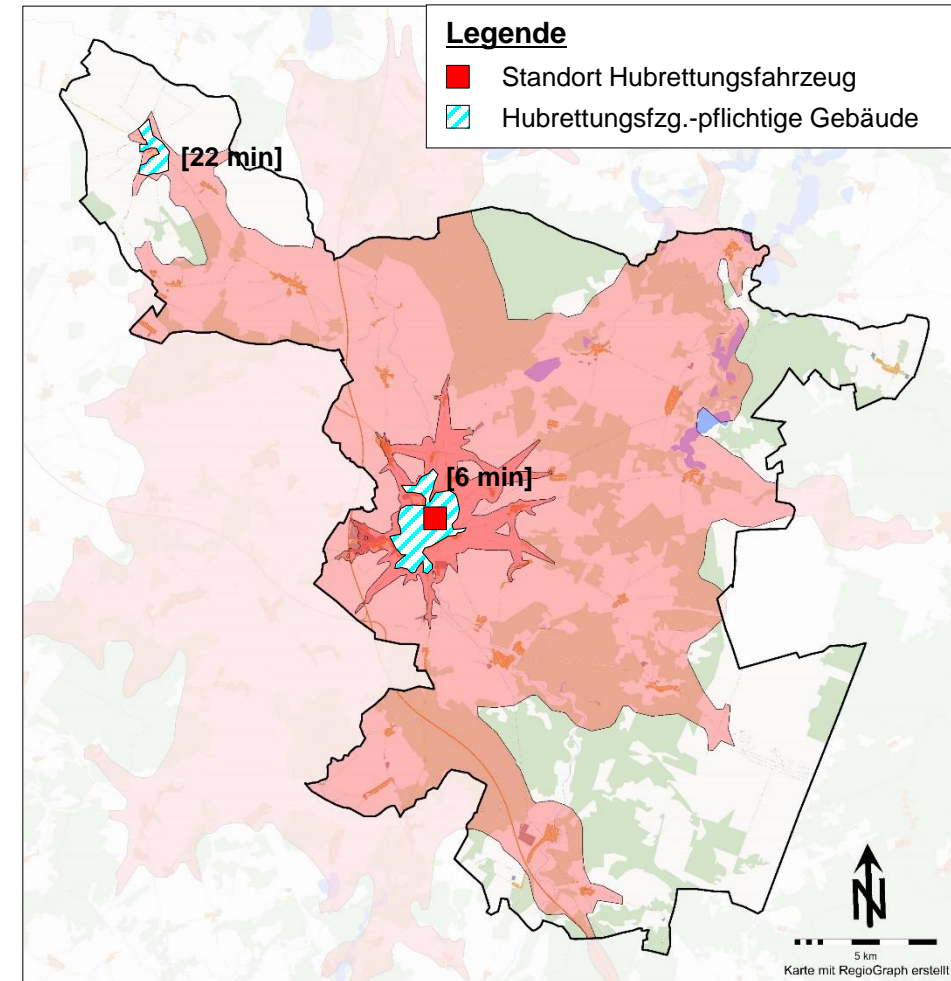 Legende
Standort Hubrettungsfahrzeug
Hubrettungsfzg.-pflichtige Gebäude
[22 min]
[6 min]
N
5 km
Karte mit RegioGraph erstellt